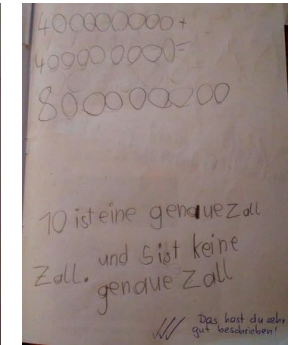 400000000+
400000000=
800000000
10 ist eine genaue Zall
Zall. und 5 ist keine
genaue Zall
Das hast du sehr
gut beschrieben!